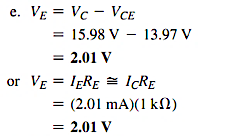 e. V_E = V_C − V_CE
= 15.98 V − 13.97 V
= 2.01 V
or V_E = I_E R_E ≅ I_C R_E
= (2.01 mA)(1 kΩ)
= 2.01 V